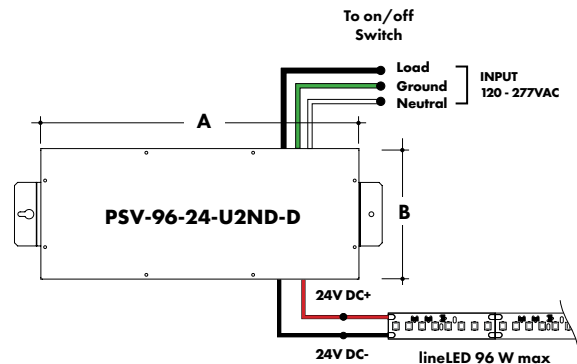 To on/off
Switch
Load
Ground
Neutral
INPUT
120 - 277VAC
A
B
PSV-96-24-U2ND-D
24V DC+
24V DC-
lineLED 96 W max